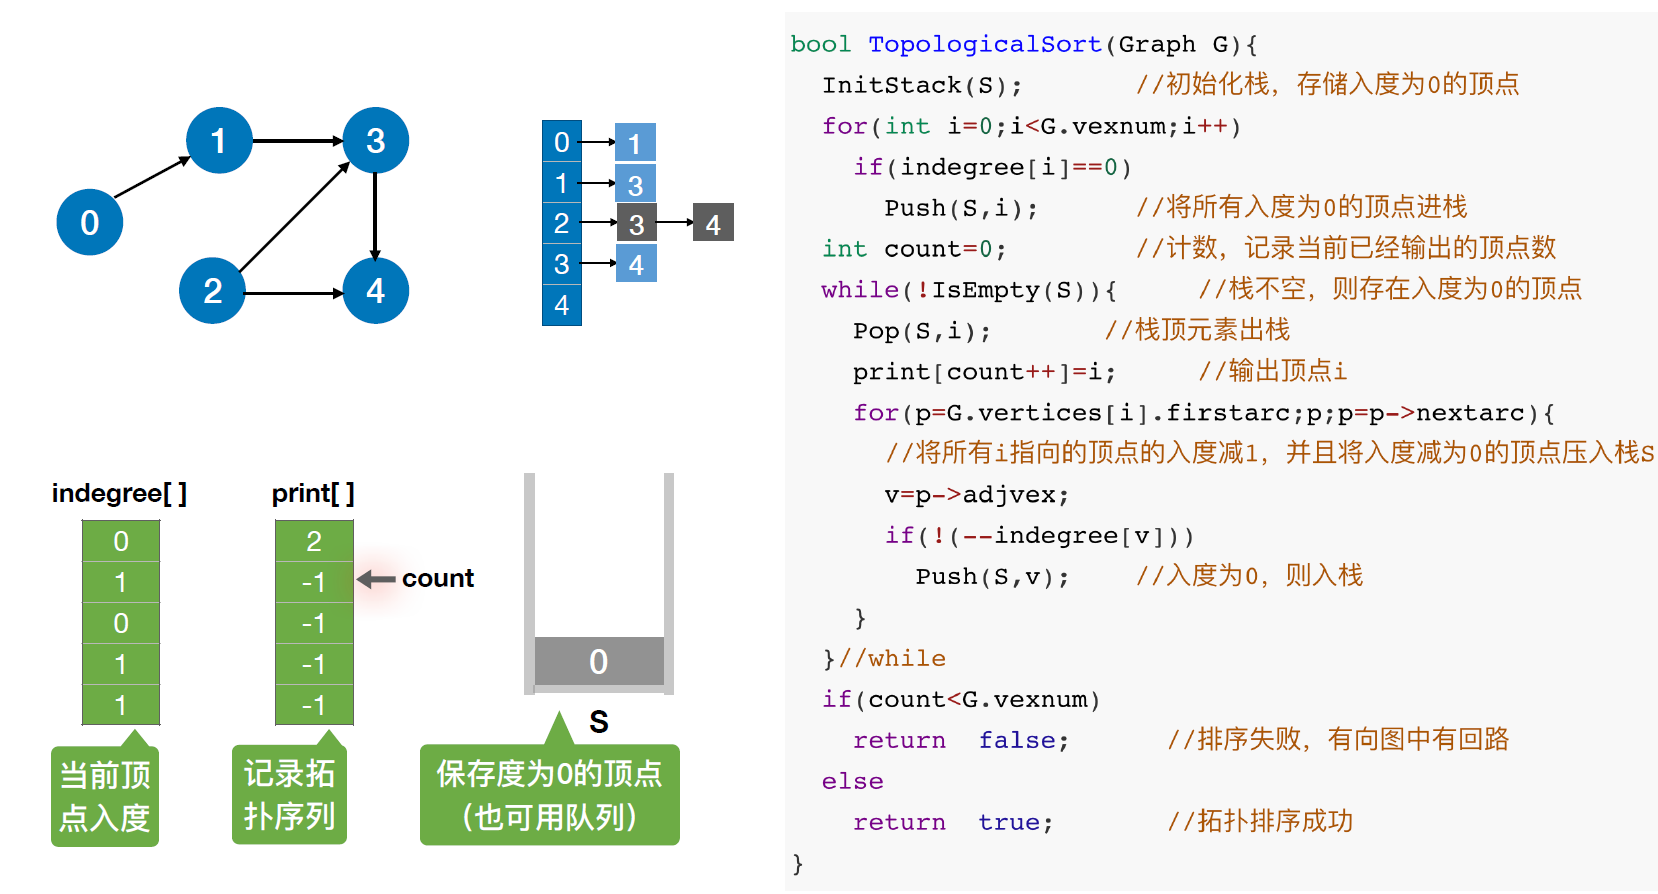 1
3
0
2
4
0 1
1 3
2 3 4
3 4
4
indegree[ ]
0
1
0
1
1
当前顶
点入度
print[ ]
2
-1
-1
-1
-1
count
记录拓
扑序列
0
S
保存度为0的顶点
（也可用队列）
bool TopologicalSort(Graph G){
InitStack(S); //初始化栈，存储入度为0的顶点
for(int i=0;i<G.vexnum;i++)
if(indegree[i]==0)
Push(S,i); //将所有入度为0的顶点进栈
int count=0; //计数，记录当前已经输出的顶点数
while(!IsEmpty(S)){ //栈不空，则存在入度为0的顶点
Pop(S,i); //栈顶元素出栈
print[count++]=i; //输出顶点i
for(p=G.vertices[i].firstarc;p;p=p->nextarc){
//将所有i指向的顶点的入度减1，并且将入度减为0的顶点压入栈S
v=p->adjvex;
if(!(--indegree[v]))
Push(S,v); //入度为0，则入栈
}
}//while
if(count<G.vexnum)
return false; //排序失败，有向图中有回路
else
return true; //拓扑排序成功
}